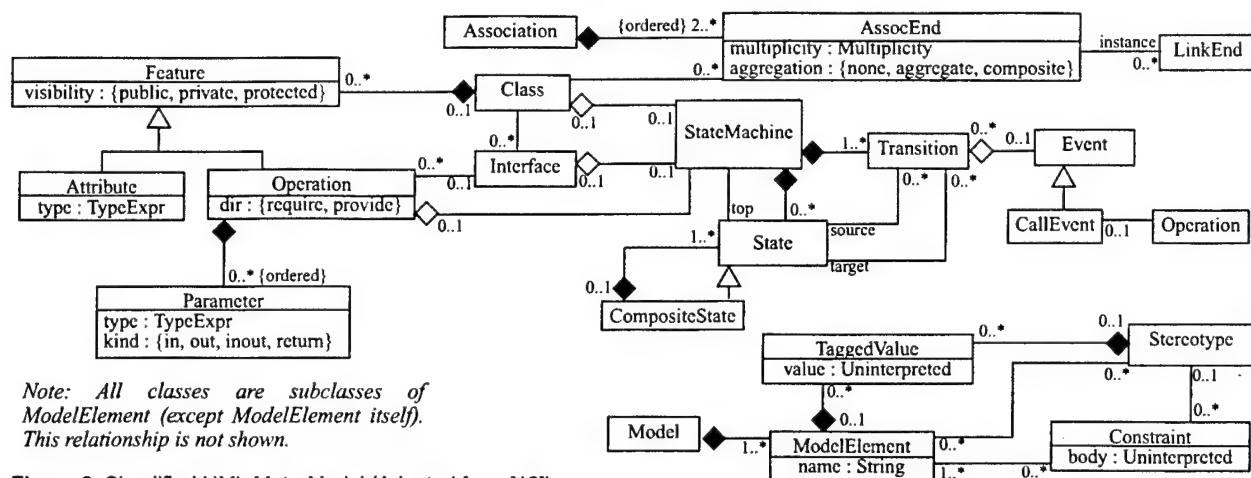 Association
{ordered} 2..*
AssocEnd
multiplicity : Multiplicity
aggregation : {none, aggregate, composite}
instance
0..*
LinkEnd
Feature
visibility : {public, private, protected}
0..*
0..1
Class
0..*
0..1
0..1
StateMachine
0..*
Interface
0..1
0..1
0..*
0..1
1..*
Transition
0..*
0..1
Event
0..*
0..*
Attribute
type : TypeExpr
Operation
dir : {require, provide}
0..1
CallEvent
0..1
Operation
top
0..*
source
target
State
1..*
0..1
CompositeState
0..* {ordered}
Parameter
type : TypeExpr
kind : {in, out, inout, return}
Note: All classes are subclasses of
ModelElement (except ModelElement itself).
This relationship is not shown.
TaggedValue
value : Uninterpreted
0..*
0..1
Stereotype
0..*
0..1
0..*
0..1
0..*
Model
1..*
ModelElement
name : String
0..*
1..*
0..*
Constraint
body : Uninterpreted